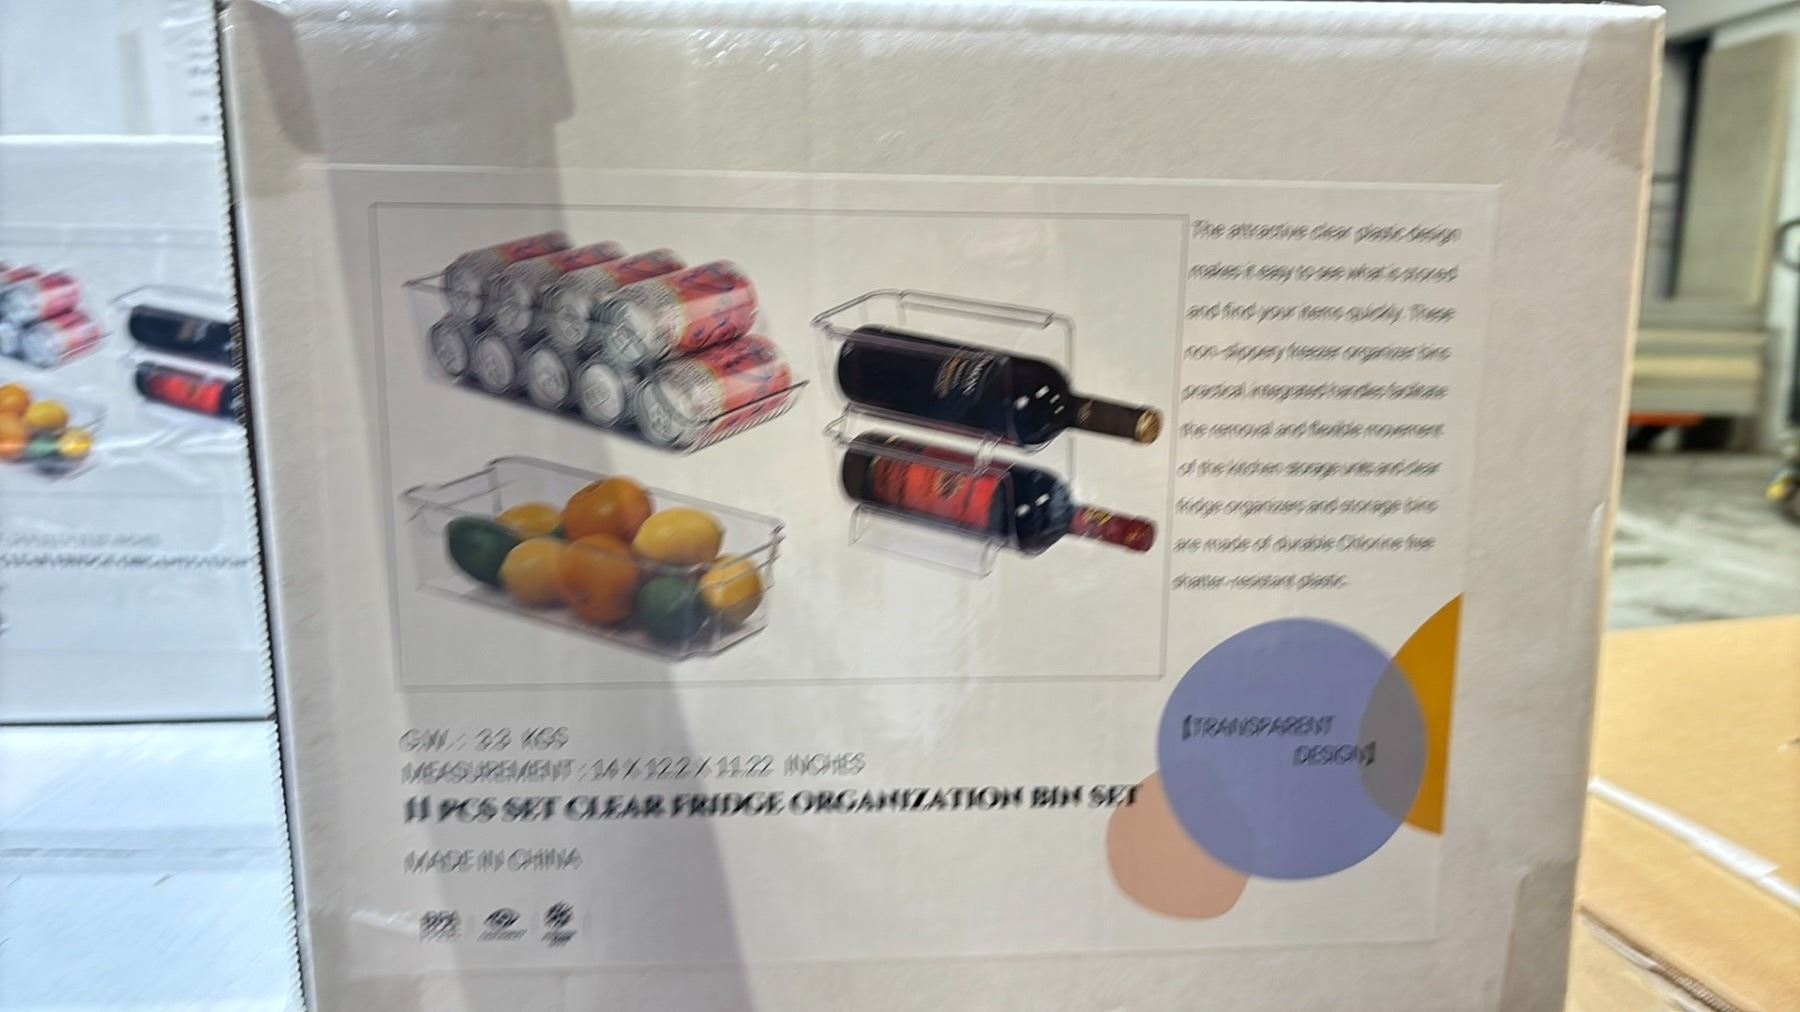 The attractive clear plastic design
makes it easy to see what is stored
and find your items quickly. These
non-slippery freezer organizer bins
practical, integrated handles facilitate
the removal and flexible movement
of the kitchen storage units and clear
fridge organizers and storage bins
are made of durable Chlorine free
shatter-resistant plastic.
[TRANSPARENT
DESIGN]
G.W. : 3.3 KGS
MEASUREMENT : 14 X 12.2 X 11.22 INCHES
11 PCS SET CLEAR FRIDGE ORGANIZATION BIN SET
MADE IN CHINA